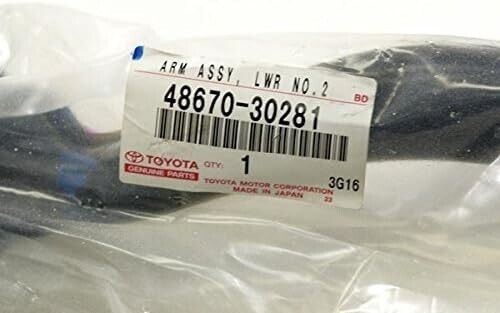 ARM ASSY, LWR NO.2
BD
48670-30281
TOYOTA QTY: 1
GENUINE PARTS
TOYOTA MOTOR CORPORATION 3G16
MADE IN JAPAN 23